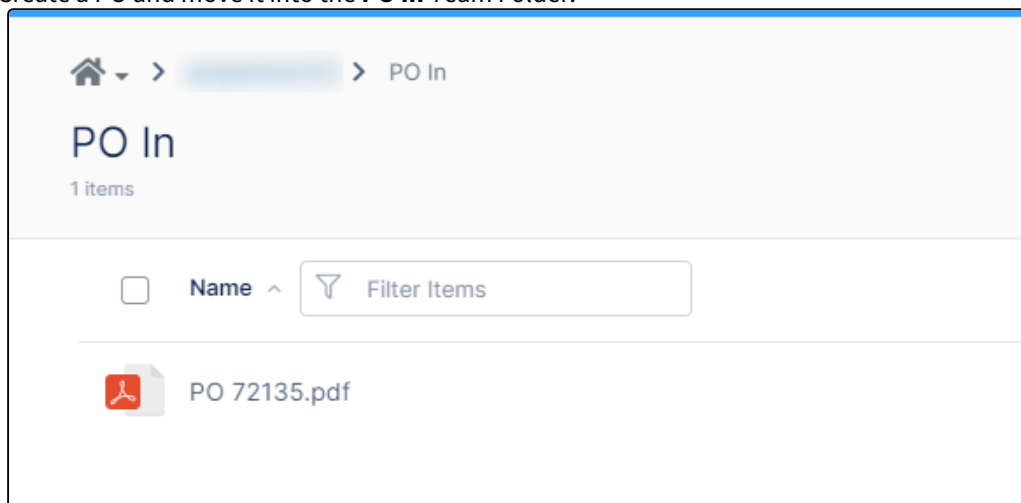 Create a PO and move it into the PO In Team Folder.
PO In
PO In
1 items
Name
Filter Items
PO 72135.pdf